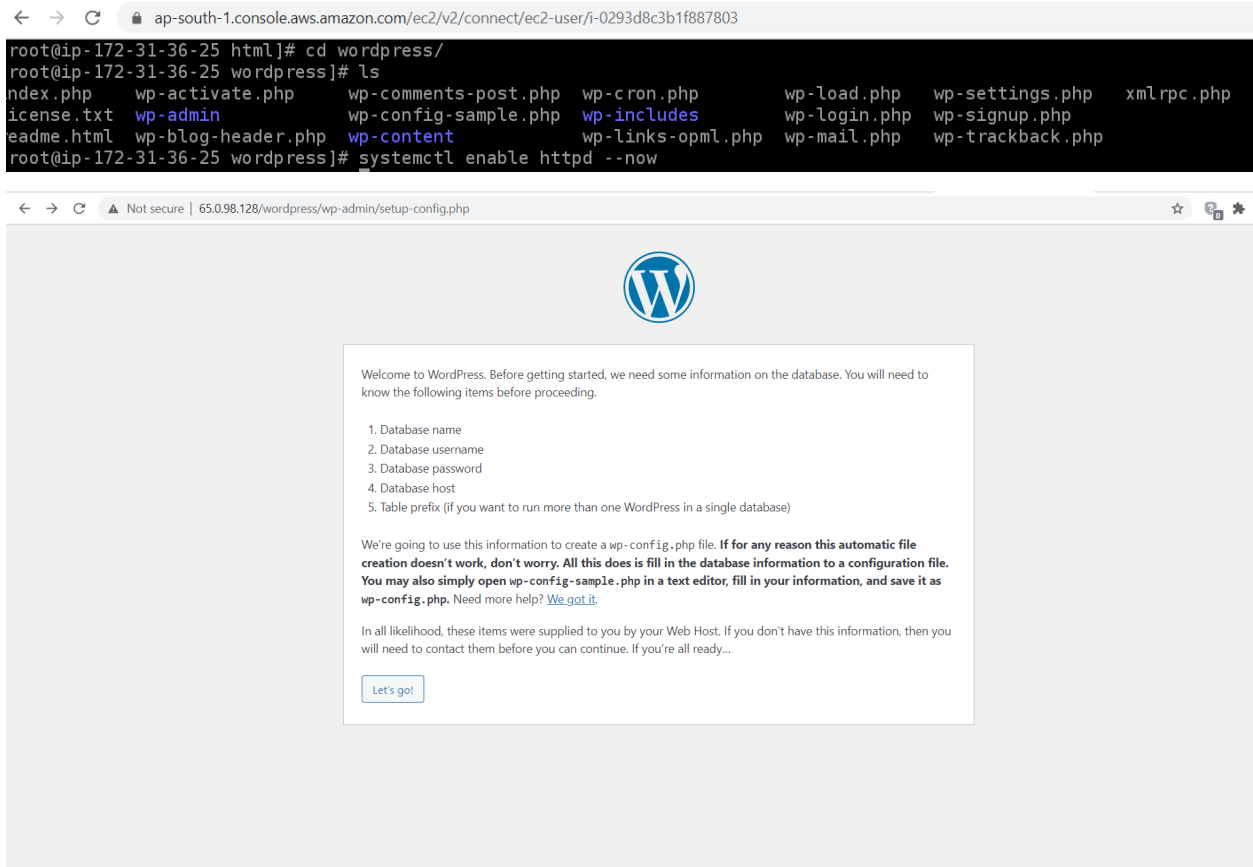 ap-south-1.console.aws.amazon.com/ec2/v2/connect/ec2-user/i-0293d8c3b1f887803
root@ip-172-31-36-25 html]# cd wordpress/
root@ip-172-31-36-25 wordpress]# ls
ndex.php wp-activate.php wp-comments-post.php wp-cron.php wp-load.php wp-settings.php xmlrpc.php
icense.txt wp-admin wp-config-sample.php wp-includes wp-login.php wp-signup.php
eadme.html wp-blog-header.php wp-content wp-links-opml.php wp-mail.php wp-trackback.php
root@ip-172-31-36-25 wordpress]# systemctl enable httpd --now
Not secure | 65.0.98.128/wordpress/wp-admin/setup-config.php
Welcome to WordPress. Before getting started, we need some information on the database. You will need to
know the following items before proceeding.
1. Database name
2. Database username
3. Database password
4. Database host
5. Table prefix (if you want to run more than one WordPress in a single database)
We're going to use this information to create a wp-config.php file. If for any reason this automatic file
creation doesn't work, don't worry. All this does is fill in the database information to a configuration file.
You may also simply open wp-config-sample.php in a text editor, fill in your information, and save it as
wp-config.php. Need more help? We got it.
In all likelihood, these items were supplied to you by your Web Host. If you don't have this information, then you
will need to contact them before you can continue. If you're all ready...
Let's go!